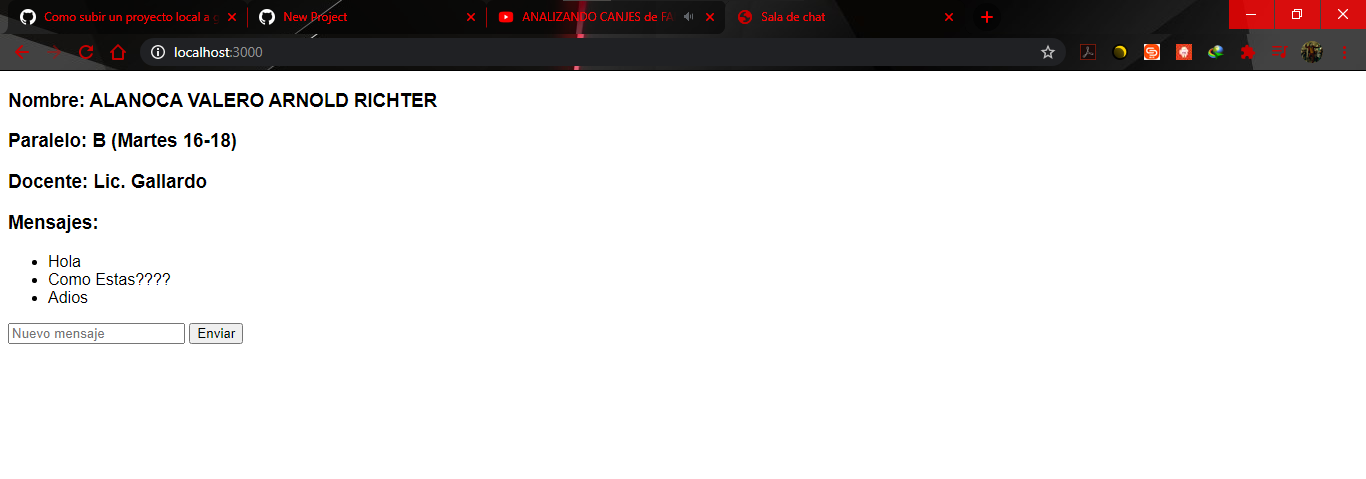 Como subir un proyecto local a g
New Project
ANALIZANDO CANJES de FA
Sala de chat
localhost:3000
Nombre: ALANOCA VALERO ARNOLD RICHTER
Paralelo: B (Martes 16-18)
Docente: Lic. Gallardo
Mensajes:
Hola
Como Estas????
Adios
Nuevo mensaje Enviar